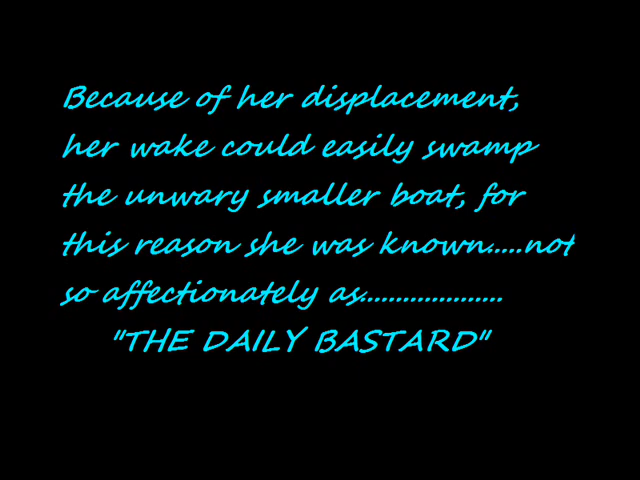 Because of her displacement,
her wake could easily swamp
the unwary smaller boat, for
this reason she was known.....not
so affectionately as....................
"THE DAILY BASTARD"